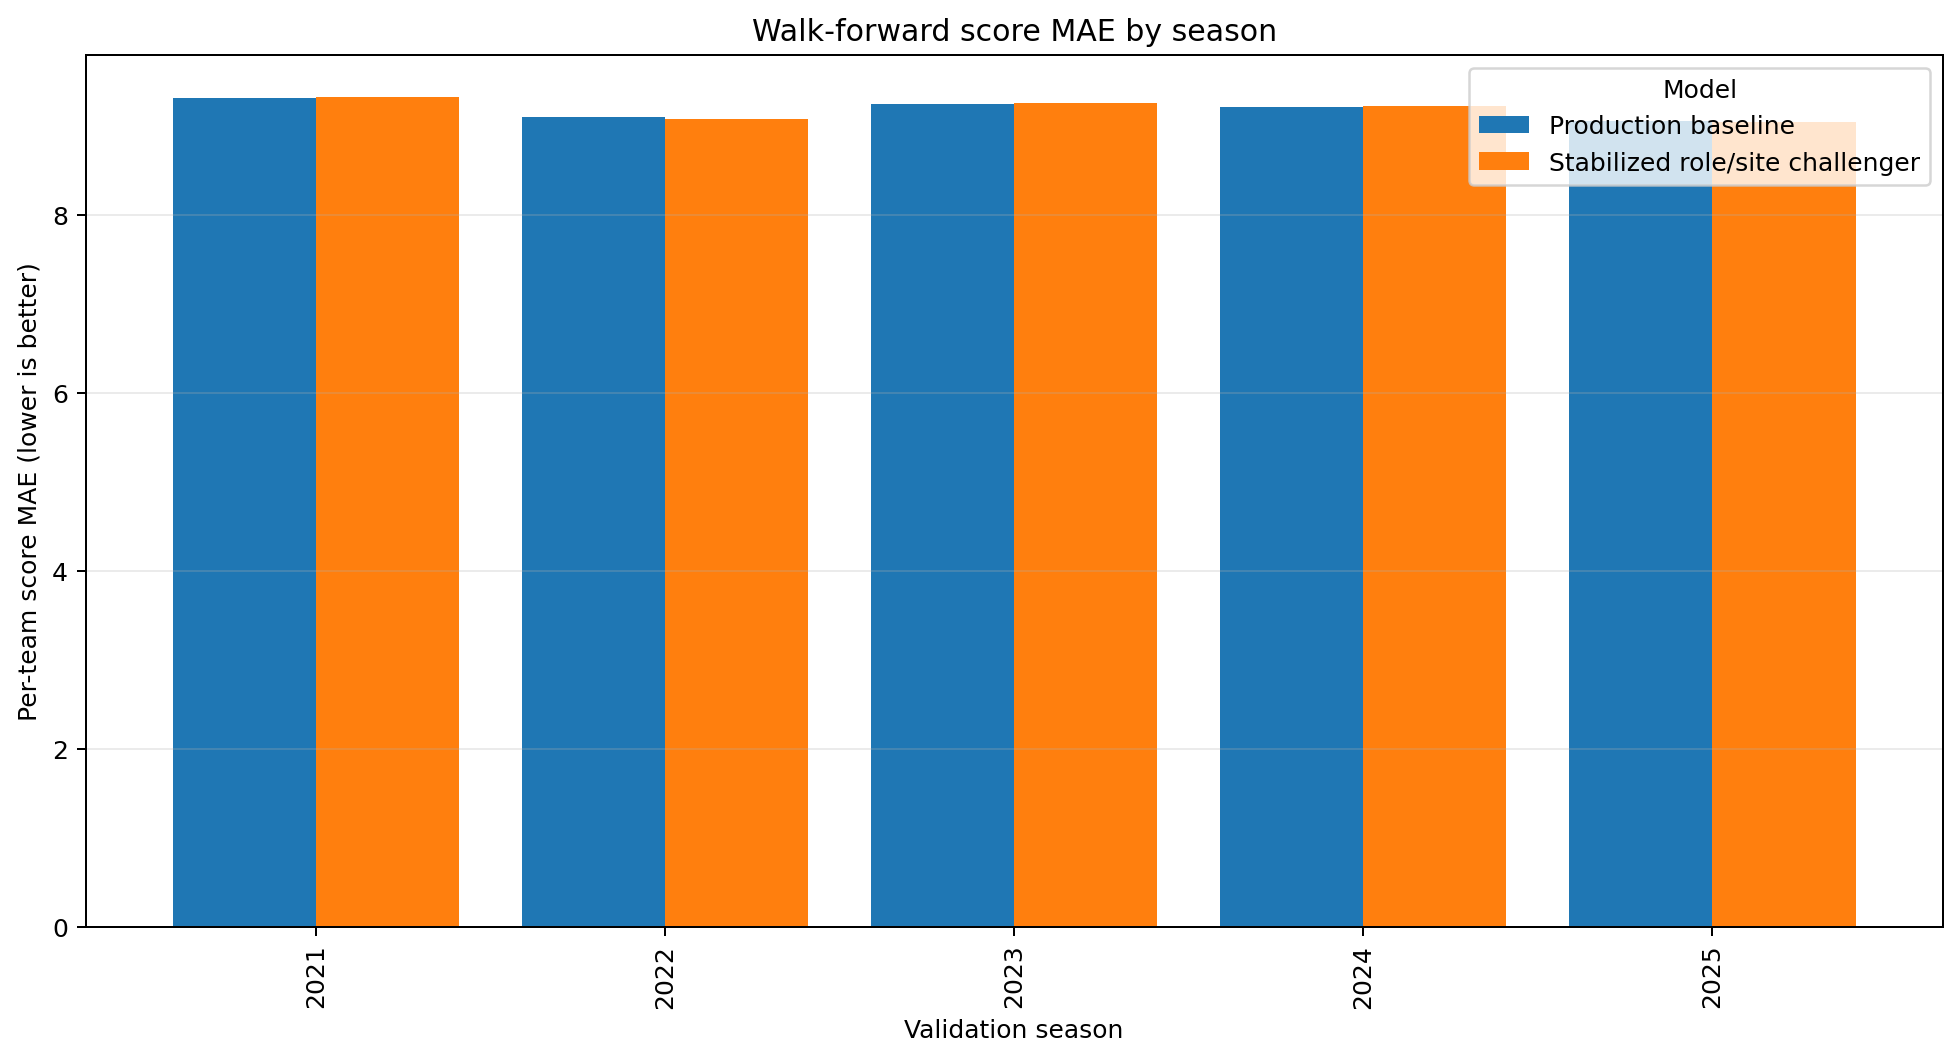 Walk-forward score MAE by season
Model
Production baseline
Stabilized role/site challenger
Per-team score MAE (lower is better)
8
6
4
2
0
2021
2022
2023
2024
2025
Validation season